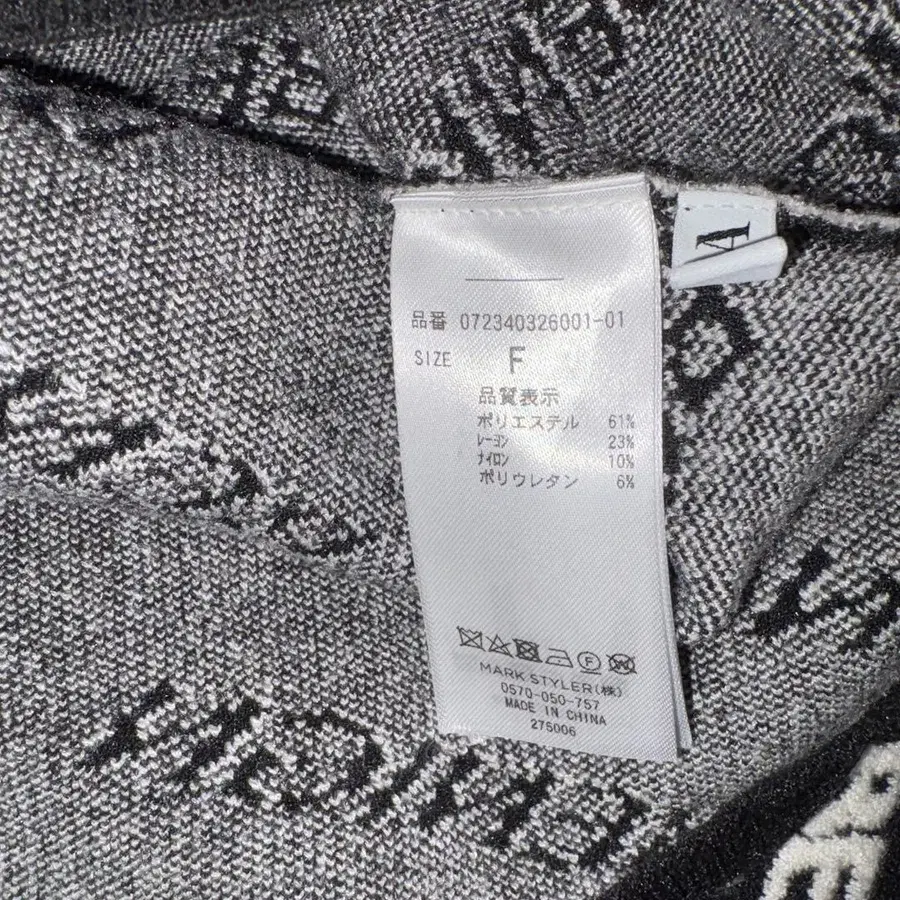 品番 072340326001-01
SIZE F
品質表示
ポリエステル 61%
レーヨン 23%
ナイロン 10%
ポリウレタン 6%
MARK STYLER(株)
0570-050-757
MADE IN CHINA
275006